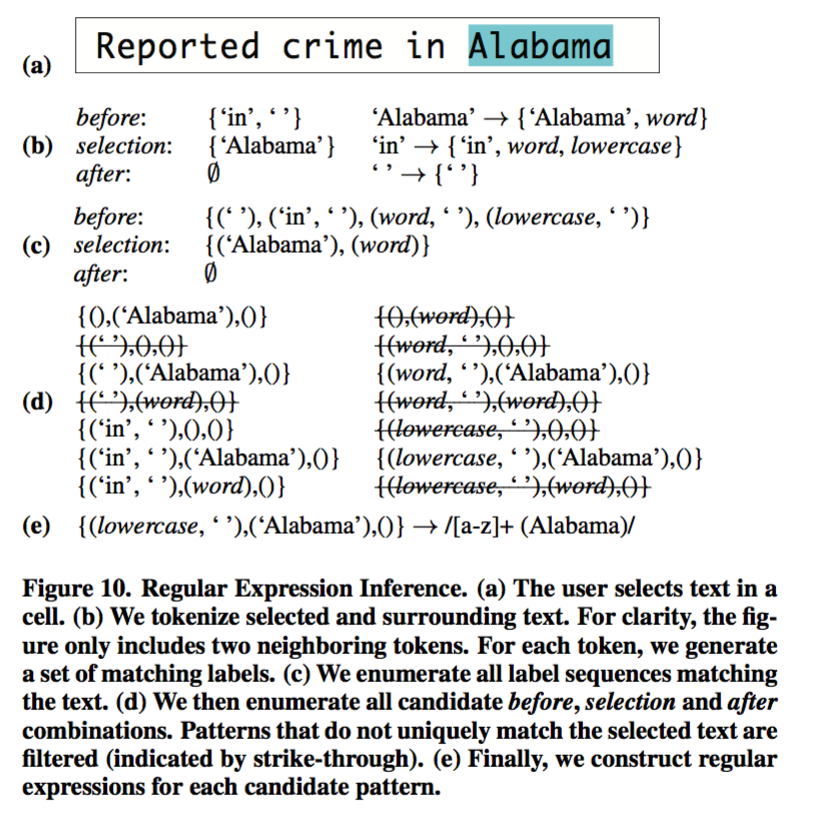 (a) Reported crime in Alabama
before: {‘in’, ‘ ’} ‘Alabama’ → {‘Alabama’, word}
(b) selection: {‘Alabama’} ‘in’ → {‘in’, word, lowercase}
after: ∅ ‘ ’ → {‘ ’}
before: {(‘ ’), (‘in’, ‘ ’), (word, ‘ ’), (lowercase, ‘ ’)}
(c) selection: {(‘Alabama’), (word)}
after: ∅
{(),(‘Alabama’),()} {(),(word),()}
{(‘ ’),(),()} {(word, ‘ ’),(),()}
{(‘ ’),(‘Alabama’),()} {(word, ‘ ’),(‘Alabama’),()}
(d) {(‘ ’),(word),()} {(word, ‘ ’),(word),()}
{(‘in’, ‘ ’),(),()} {(lowercase, ‘ ’),(),()}
{(‘in’, ‘ ’),(‘Alabama’),()} {(lowercase, ‘ ’),(‘Alabama’),()}
{(‘in’, ‘ ’),(word),()} {(lowercase, ‘ ’),(word),()}
(e) {(lowercase, ‘ ’),(‘Alabama’),()} → /[a-z]+ (Alabama)/
Figure 10. Regular Expression Inference. (a) The user selects text in a
cell. (b) We tokenize selected and surrounding text. For clarity, the fig-
ure only includes two neighboring tokens. For each token, we generate
a set of matching labels. (c) We enumerate all label sequences matching
the text. (d) We then enumerate all candidate before, selection and after
combinations. Patterns that do not uniquely match the selected text are
filtered (indicated by strike-through). (e) Finally, we construct regular
expressions for each candidate pattern.